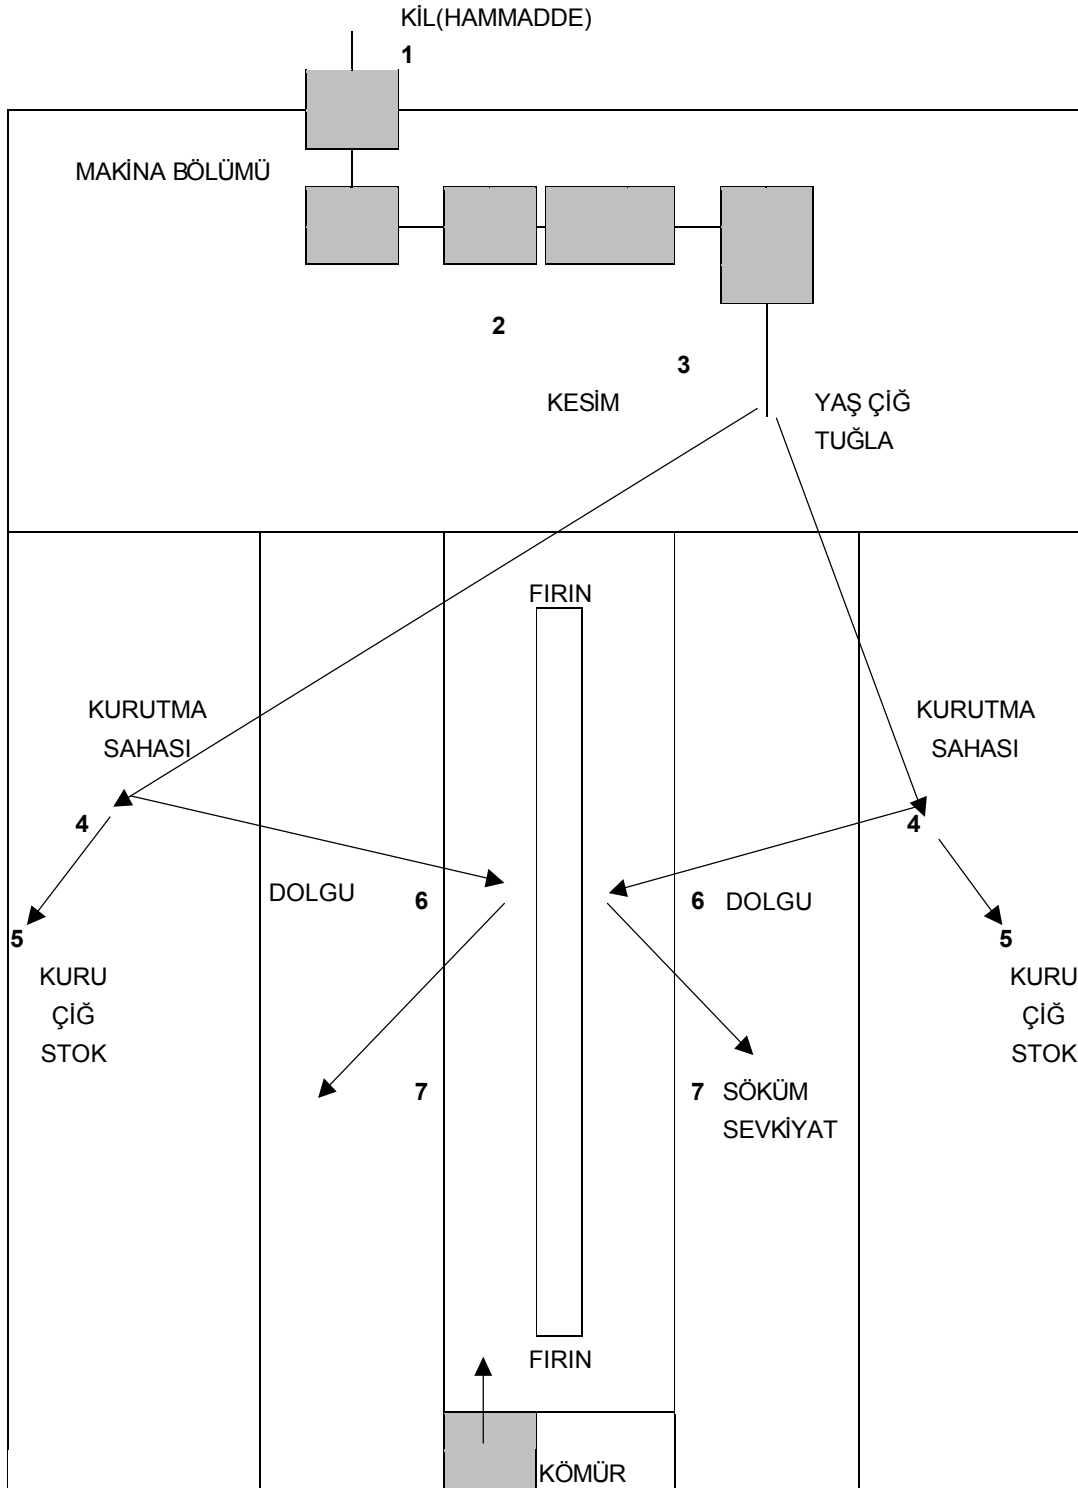 KİL(HAMMADDE)
1
MAKİNA BÖLÜMÜ
2
3
KESİM
YAŞ ÇİĞ
TUĞLA
FIRIN
KURUTMA
SAHASI
KURUTMA
SAHASI
4
4
DOLGU
6
6 DOLGU
5
KURU
ÇİĞ
STOK
5
KURU
ÇİĞ
STOK
7
7 SÖKÜM
SEVKİYAT
FIRIN
KÖMÜR